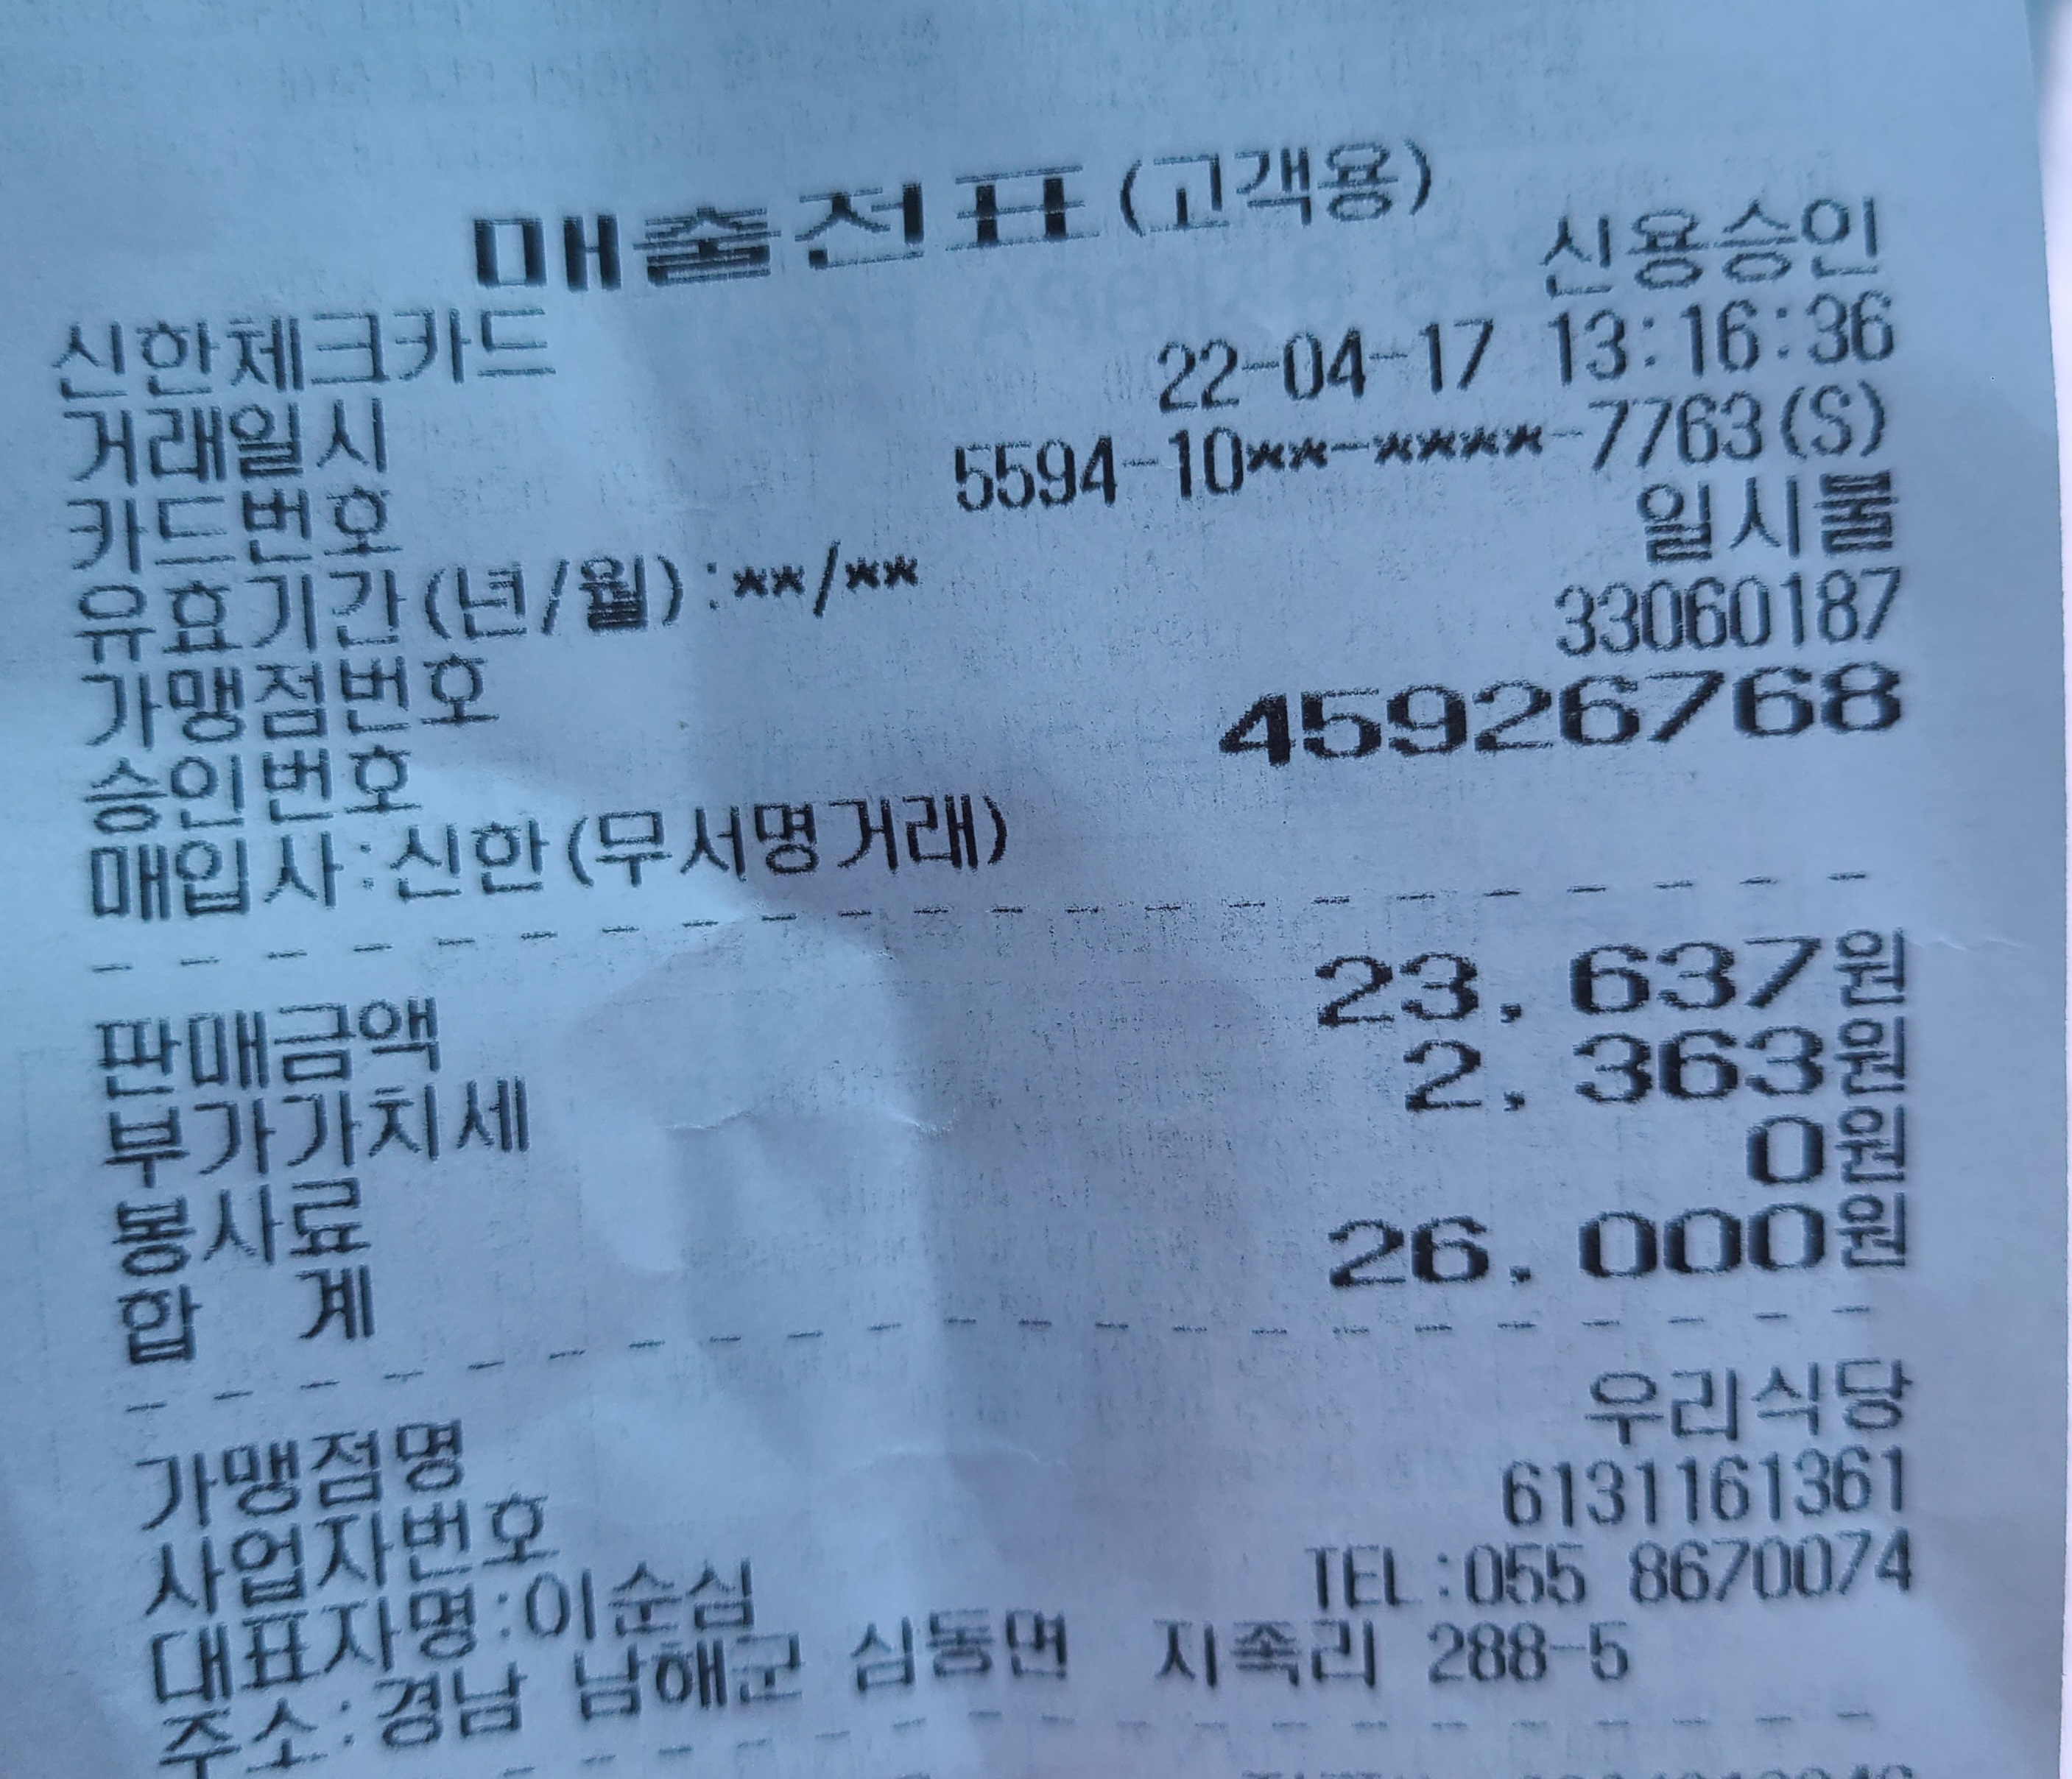 매출전표(고객용)
신한체크카드 신용승인
거래일시 22-04-17 13:16:36
카드번호 5594-10**-****-7763(S)
유효기간(년/월):**/** 일시불
가맹점번호 33060187
승인번호 45926768
매입사:신한(무서명거래)
판매금액 23,637원
부가가치세 2,363원
봉사료 0원
합 계 26,000원
가맹점명 우리식당
사업자번호 6131161361
대표자명:이순심 TEL:055 8670074
주소:경남 남해군 삼동면 지족리 288-5